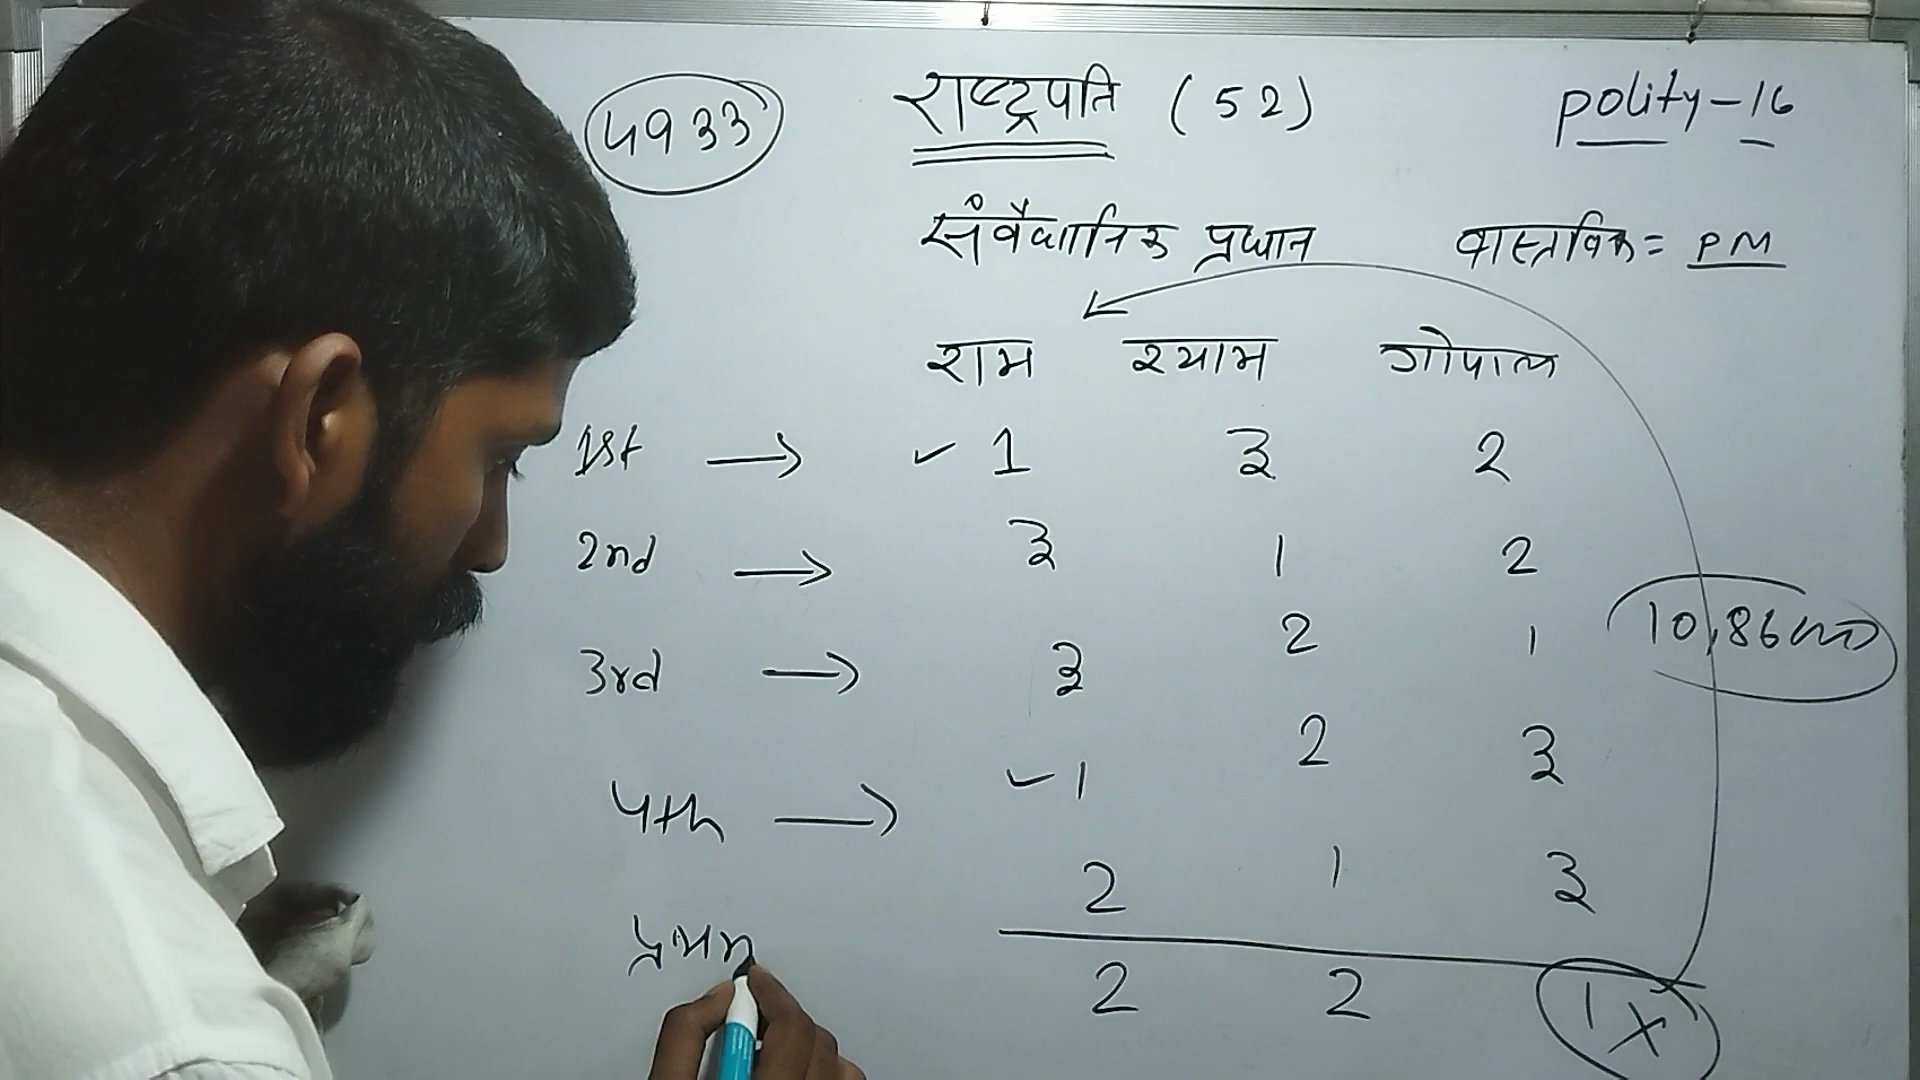 4933 राष्ट्रपति (52) polity-16
संवैधानिक प्रधान वास्तविक = PM
राम श्याम गोपाल
1st → ✓ 1 3 2
2nd → 3 1 2
3rd → 3 2 1
10,86000
4th → ✓ 1 2 3
2 1 3
2 2 1 X